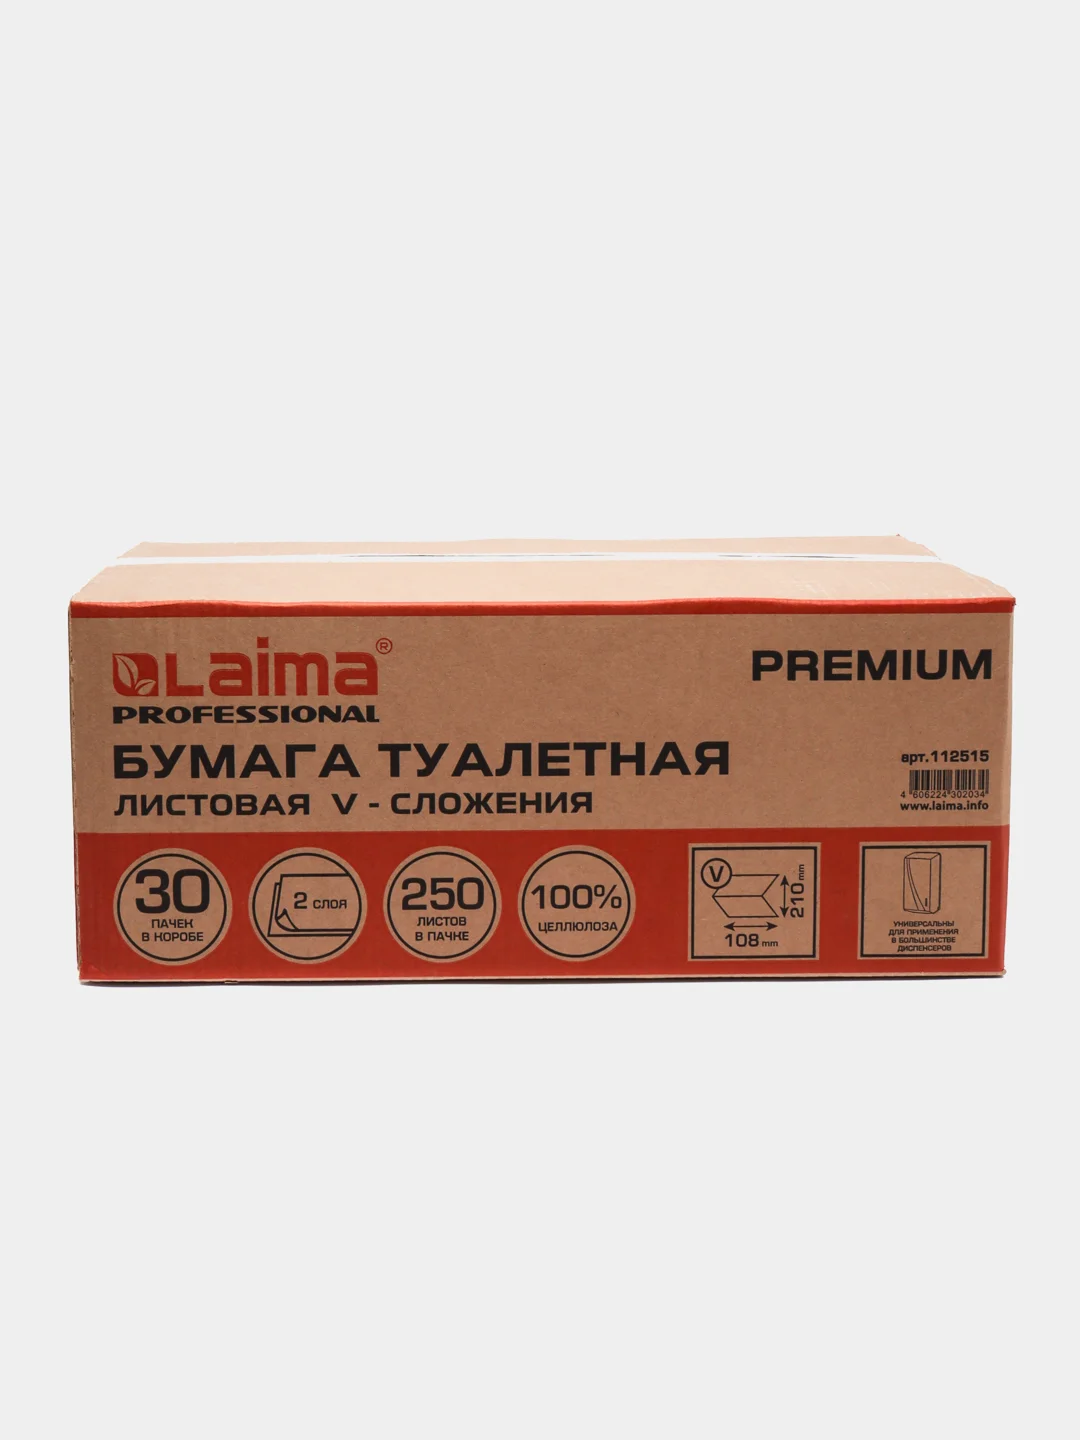 Laima®
PROFESSIONAL
PREMIUM
БУМАГА ТУАЛЕТНАЯ
ЛИСТОВАЯ V - СЛОЖЕНИЯ
арт.112515
4 606224 302034
www.laima.info
30
ПАЧЕК
В КОРОБЕ
2 СЛОЯ
250
ЛИСТОВ
В ПАЧКЕ
100%
ЦЕЛЛЮЛОЗА
V
210 mm
108 mm
УНИВЕРСАЛЬНЫ
ДЛЯ ПРИМЕНЕНИЯ
В БОЛЬШИНСТВЕ
ДИСПЕНСЕРОВ